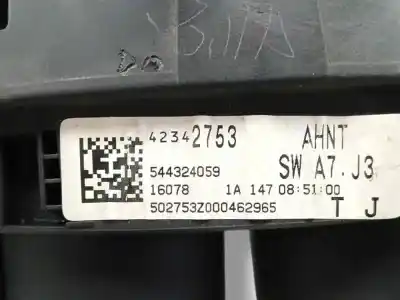 42342753 AHNT
544324059 SW A7.J3
16078 1A 147 08:51:00
502753Z000462965 T J